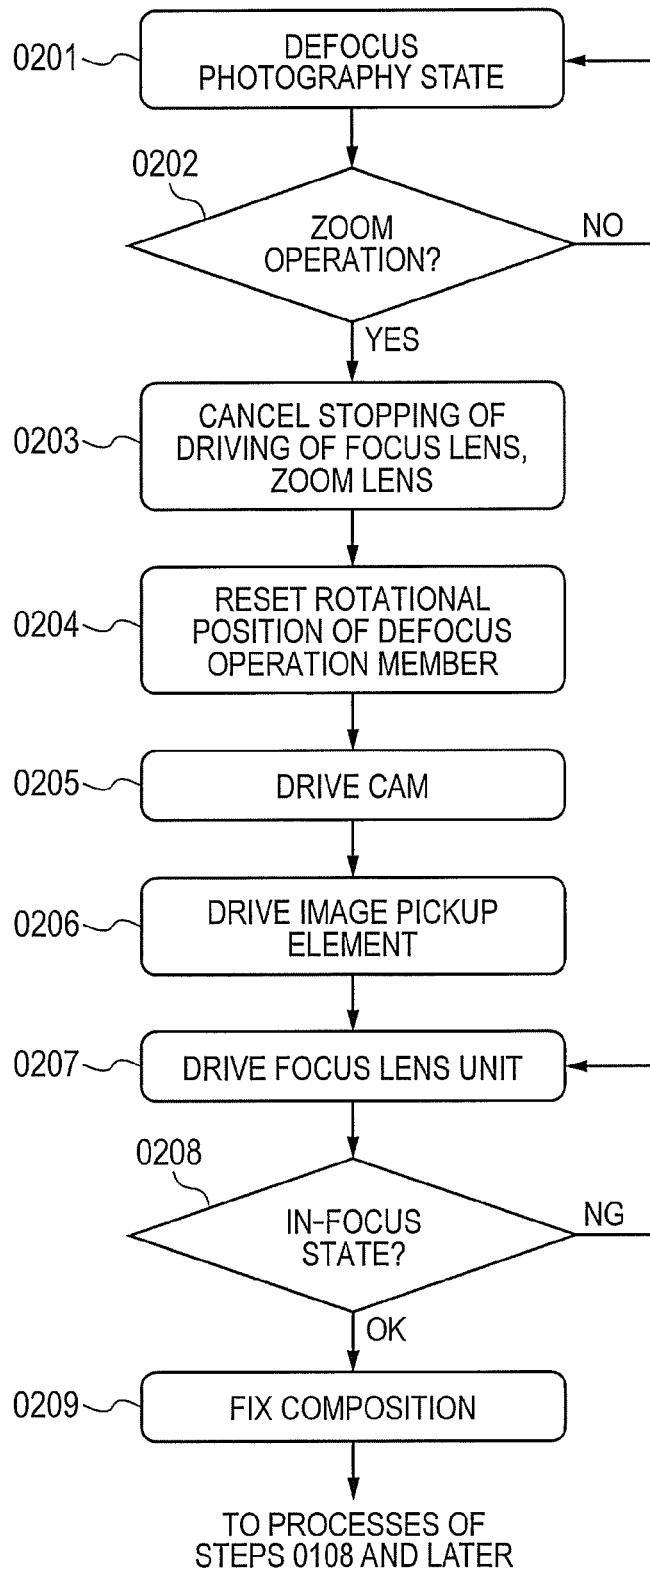 0201
DEFOCUS
PHOTOGRAPHY STATE
0202
ZOOM
OPERATION?
NO
YES
0203
CANCEL STOPPING OF
DRIVING OF FOCUS LENS,
ZOOM LENS
0204
RESET ROTATIONAL
POSITION OF DEFOCUS
OPERATION MEMBER
0205
DRIVE CAM
0206
DRIVE IMAGE PICKUP
ELEMENT
0207
DRIVE FOCUS LENS UNIT
0208
IN-FOCUS
STATE?
NG
OK
0209
FIX COMPOSITION
TO PROCESSES OF
STEPS 0108 AND LATER